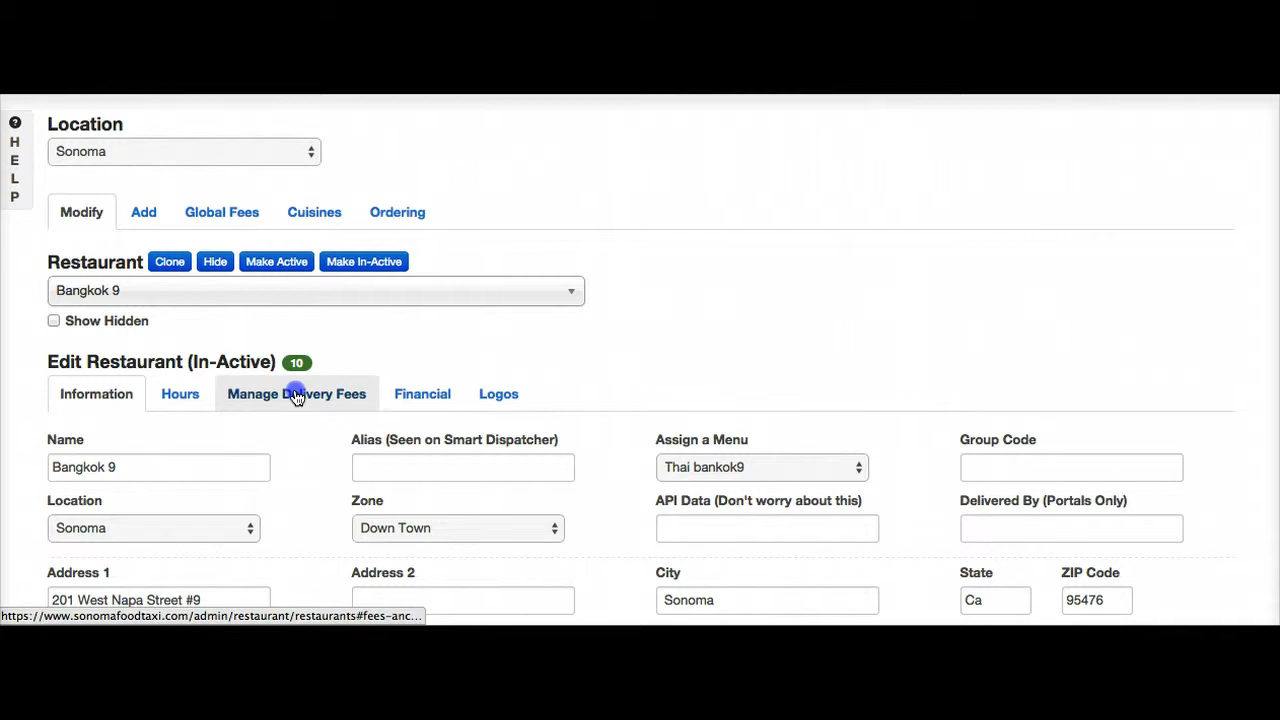 Location
Sonoma
HELP
Modify Add Global Fees Cuisines Ordering
Restaurant Clone Hide Make Active Make In-Active
Bangkok 9
Show Hidden
Edit Restaurant (In-Active) 10
Information Hours Manage Delivery Fees Financial Logos
Name Alias (Seen on Smart Dispatcher) Assign a Menu Group Code
Bangkok 9 Thai bankok9
Location Zone API Data (Don't worry about this) Delivered By (Portals Only)
Sonoma Down Town
Address 1 Address 2 City State ZIP Code
201 West Napa Street #9 Sonoma Ca 95476
https://www.sonomafoodtaxi.com/admin/restaurant/restaurants#fees-anc...